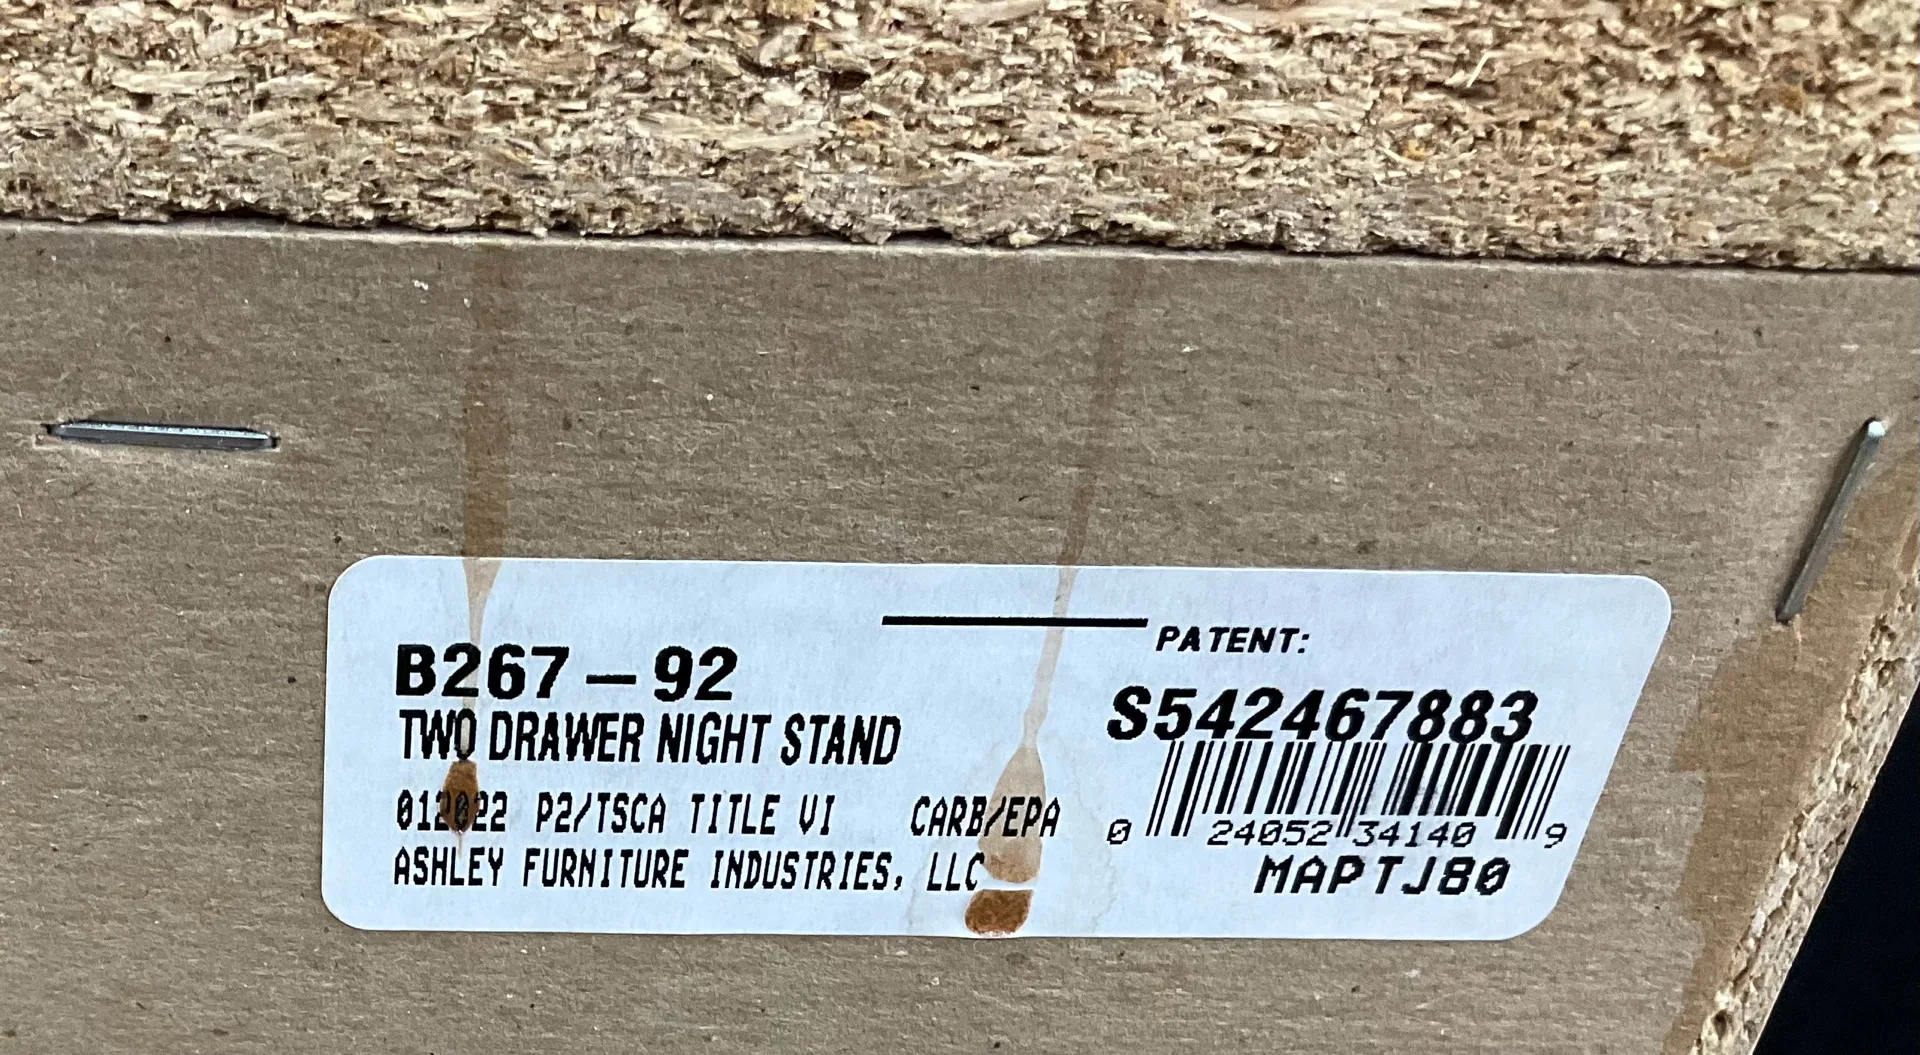 B267-92
TWO DRAWER NIGHT STAND
012022 P2/TSCA TITLE VI CARB/EPA
ASHLEY FURNITURE INDUSTRIES, LLC
PATENT:
S542467883
0 24052 34140 9
MAPTJ80